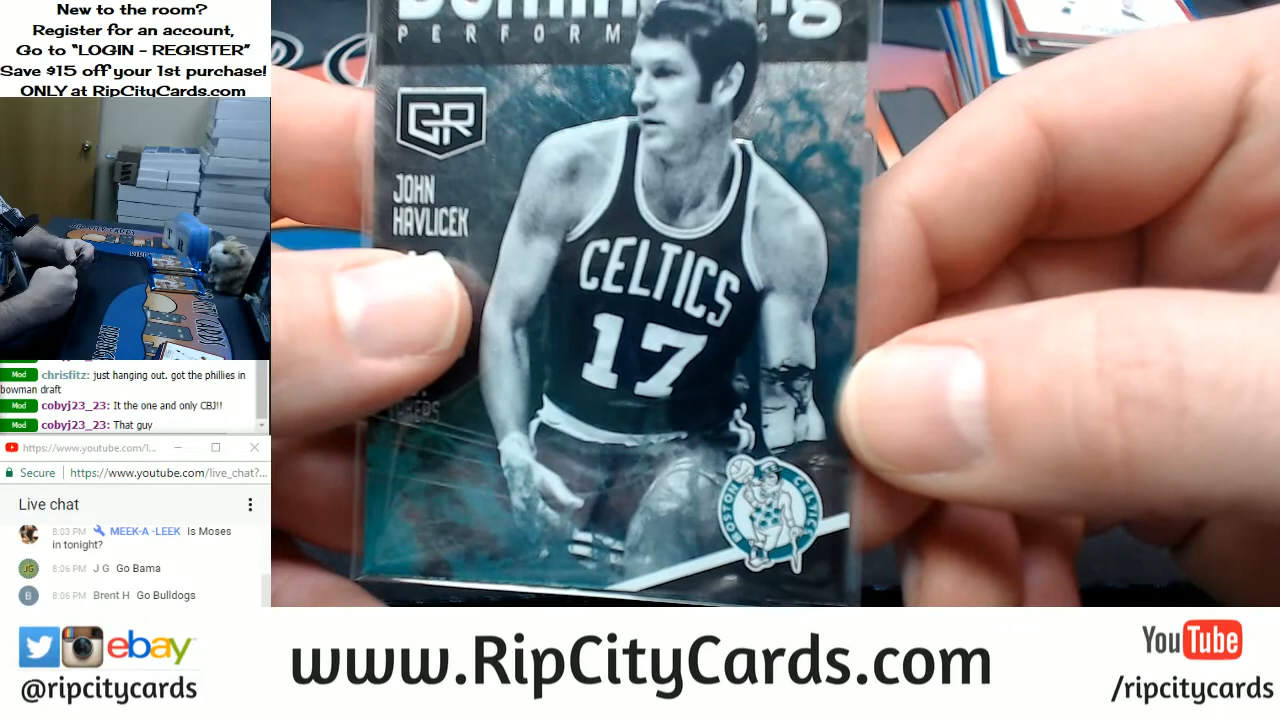 New to the room?
Register for an account,
Go to “LOGIN - REGISTER”
Save $15 off your 1st purchase!
ONLY at RipCityCards.com
PERFORM
GR
JOHN
HAVLICEK
CELTICS
17
BOSTON CELTICS
Mod chrisfitz: just hanging out. got the phillies in
bowman draft
Mod cobyj23_23: It the one and only CBJ!!
Mod cobyj23_23: That guy
https://www.youtube.com/l...
Secure https://www.youtube.com/live_chat?...
Live chat
8:03 PM MEEK-A -LEEK Is Moses
in tonight?
JG 8:06 PM J G Go Bama
B 8:06 PM Brent H Go Bulldogs
ebay
@ripcitycards
www.RipCityCards.com
YouTube
/ripcitycards